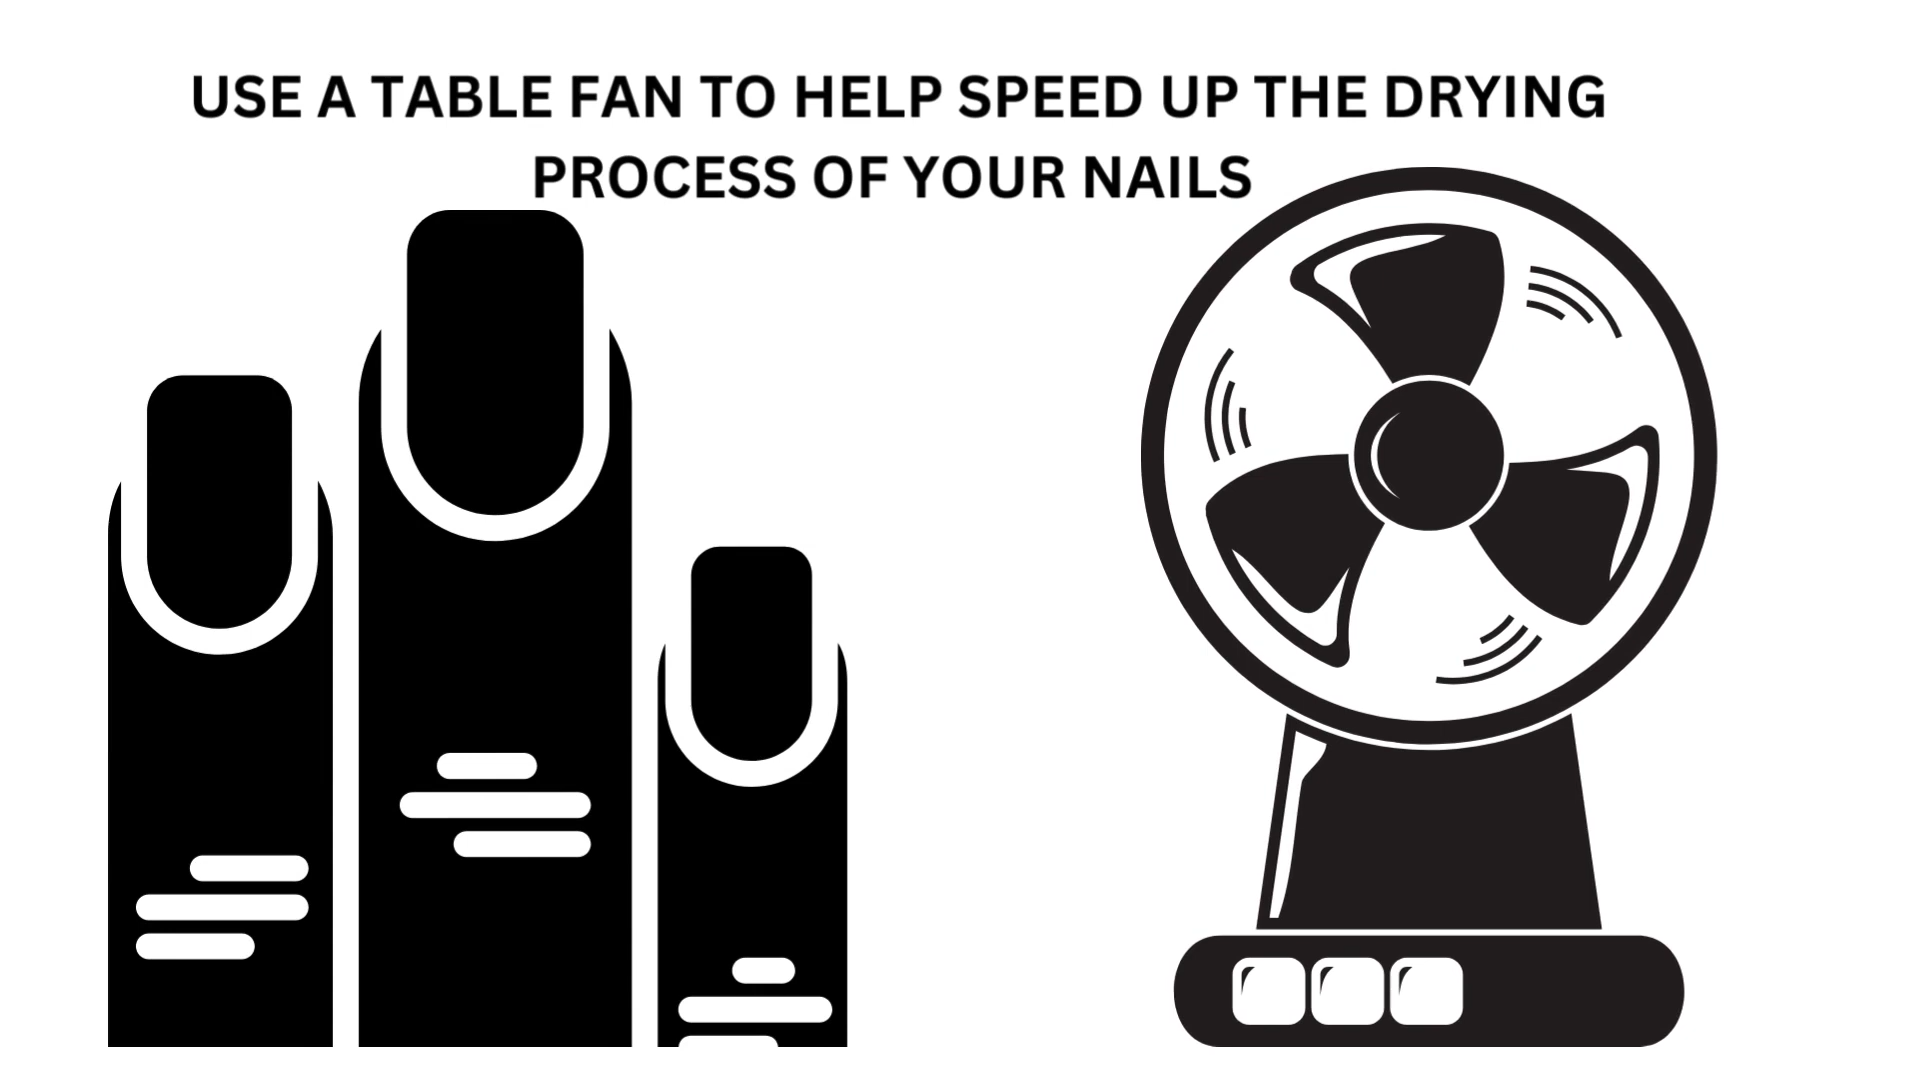 USE A TABLE FAN TO HELP SPEED UP THE DRYING
PROCESS OF YOUR NAILS